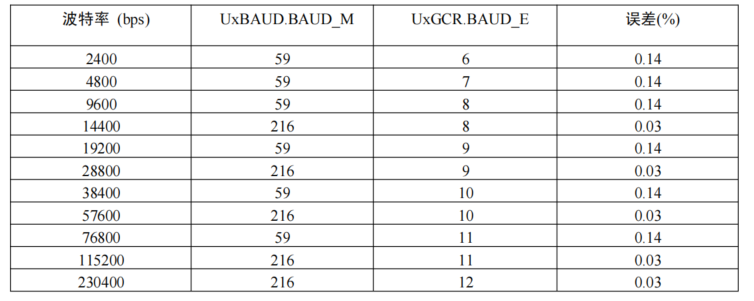 波特率 (bps) UxBAUD.BAUD_M UxGCR.BAUD_E 误差(%)
2400 59 6 0.14
4800 59 7 0.14
9600 59 8 0.14
14400 216 8 0.03
19200 59 9 0.14
28800 216 9 0.03
38400 59 10 0.14
57600 216 10 0.03
76800 59 11 0.14
115200 216 11 0.03
230400 216 12 0.03